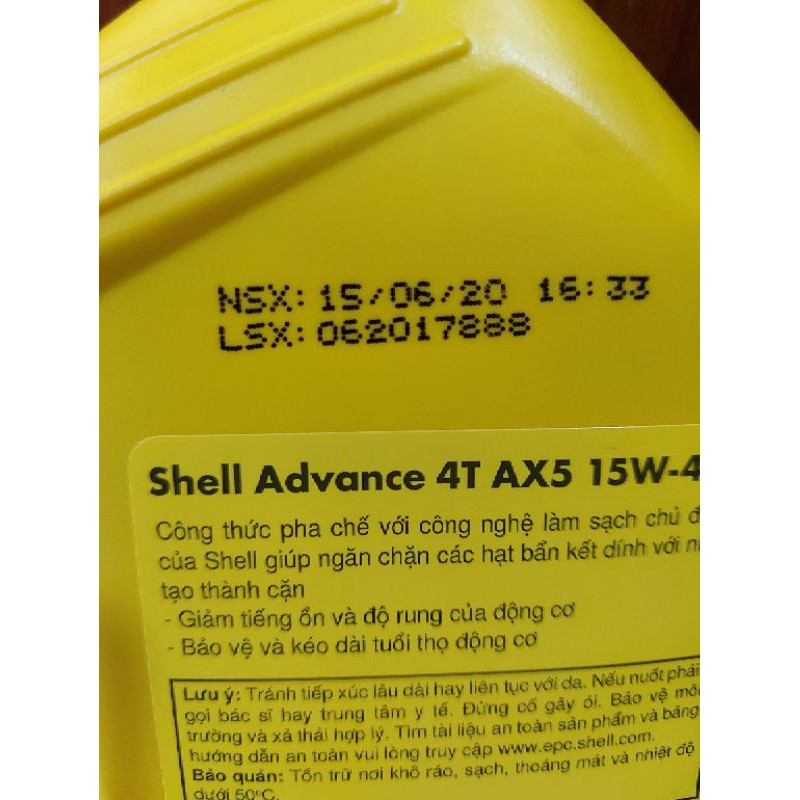 NSX: 15/06/20 16:33
LSX: 062017888
Shell Advance 4T AX5 15W-4
Công thức pha chế với công nghệ làm sạch chủ đ
của Shell giúp ngăn chặn các hạt bẩn kết dính với
tạo thành cặn
- Giảm tiếng ồn và độ rung của động cơ
- Bảo vệ và kéo dài tuổi thọ động cơ
Lưu ý: Tránh tiếp xúc lâu dài hay liên tục với da. Nếu nuốt phải
gọi bác sĩ hay trung tâm y tế. Đừng cố gây ói. Bảo vệ môi
trường và xả thải hợp lý. Tìm tài liệu an toàn sản phẩm và bảng
hướng dẫn an toàn vui lòng truy cập www.epc.shell.com.
Bảo quản: Tồn trữ nơi khô ráo, sạch, thoáng mát và nhiệt độ
dưới 50°C.